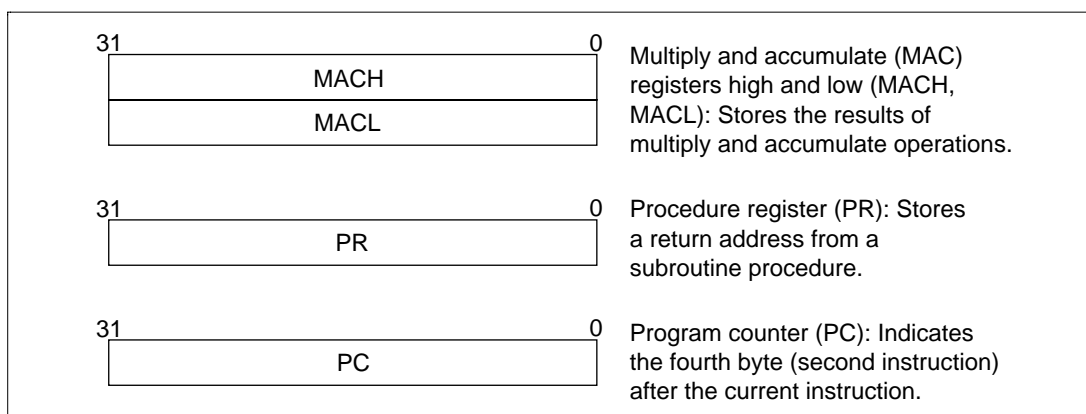 31 0
MACH
MACL
Multiply and accumulate (MAC)
registers high and low (MACH,
MACL): Stores the results of
multiply and accumulate operations.
31 0
PR
Procedure register (PR): Stores
a return address from a
subroutine procedure.
31 0
PC
Program counter (PC): Indicates
the fourth byte (second instruction)
after the current instruction.